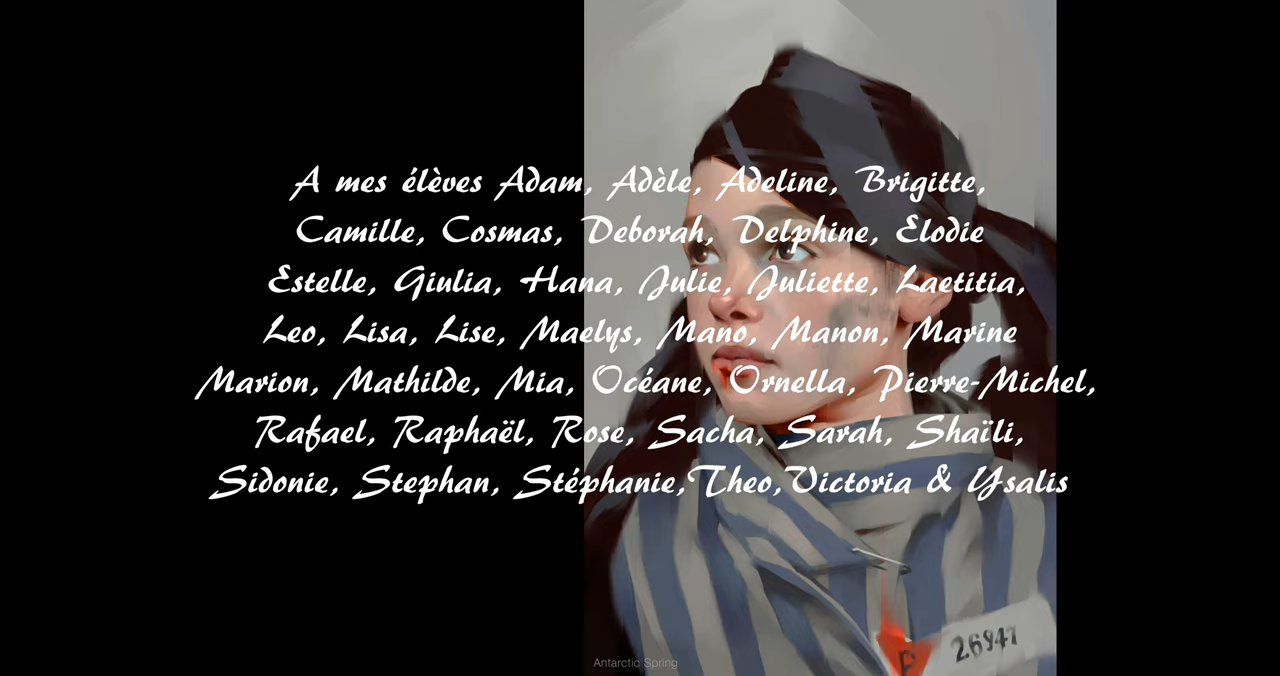 A mes élèves Adam, Adèle, Adeline, Brigitte,
Camille, Cosmas, Deborah, Delphine, Elodie
Estelle, Giulia, Hana, Julie, Juliette, Laetitia,
Leo, Lisa, Lise, Maelys, Mano, Manon, Marine
Marion, Mathilde, Mia, Océane, Ornella, Pierre-Michel,
Rafael, Raphaël, Rose, Sacha, Sarah, Shaïli,
Sidonie, Stephan, Stéphanie,Theo,Victoria & Ysalis
26947
P
Antarctic Spring